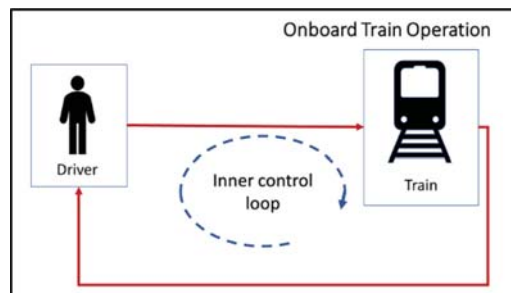 Onboard Train Operation
Driver
Inner control
loop
Train